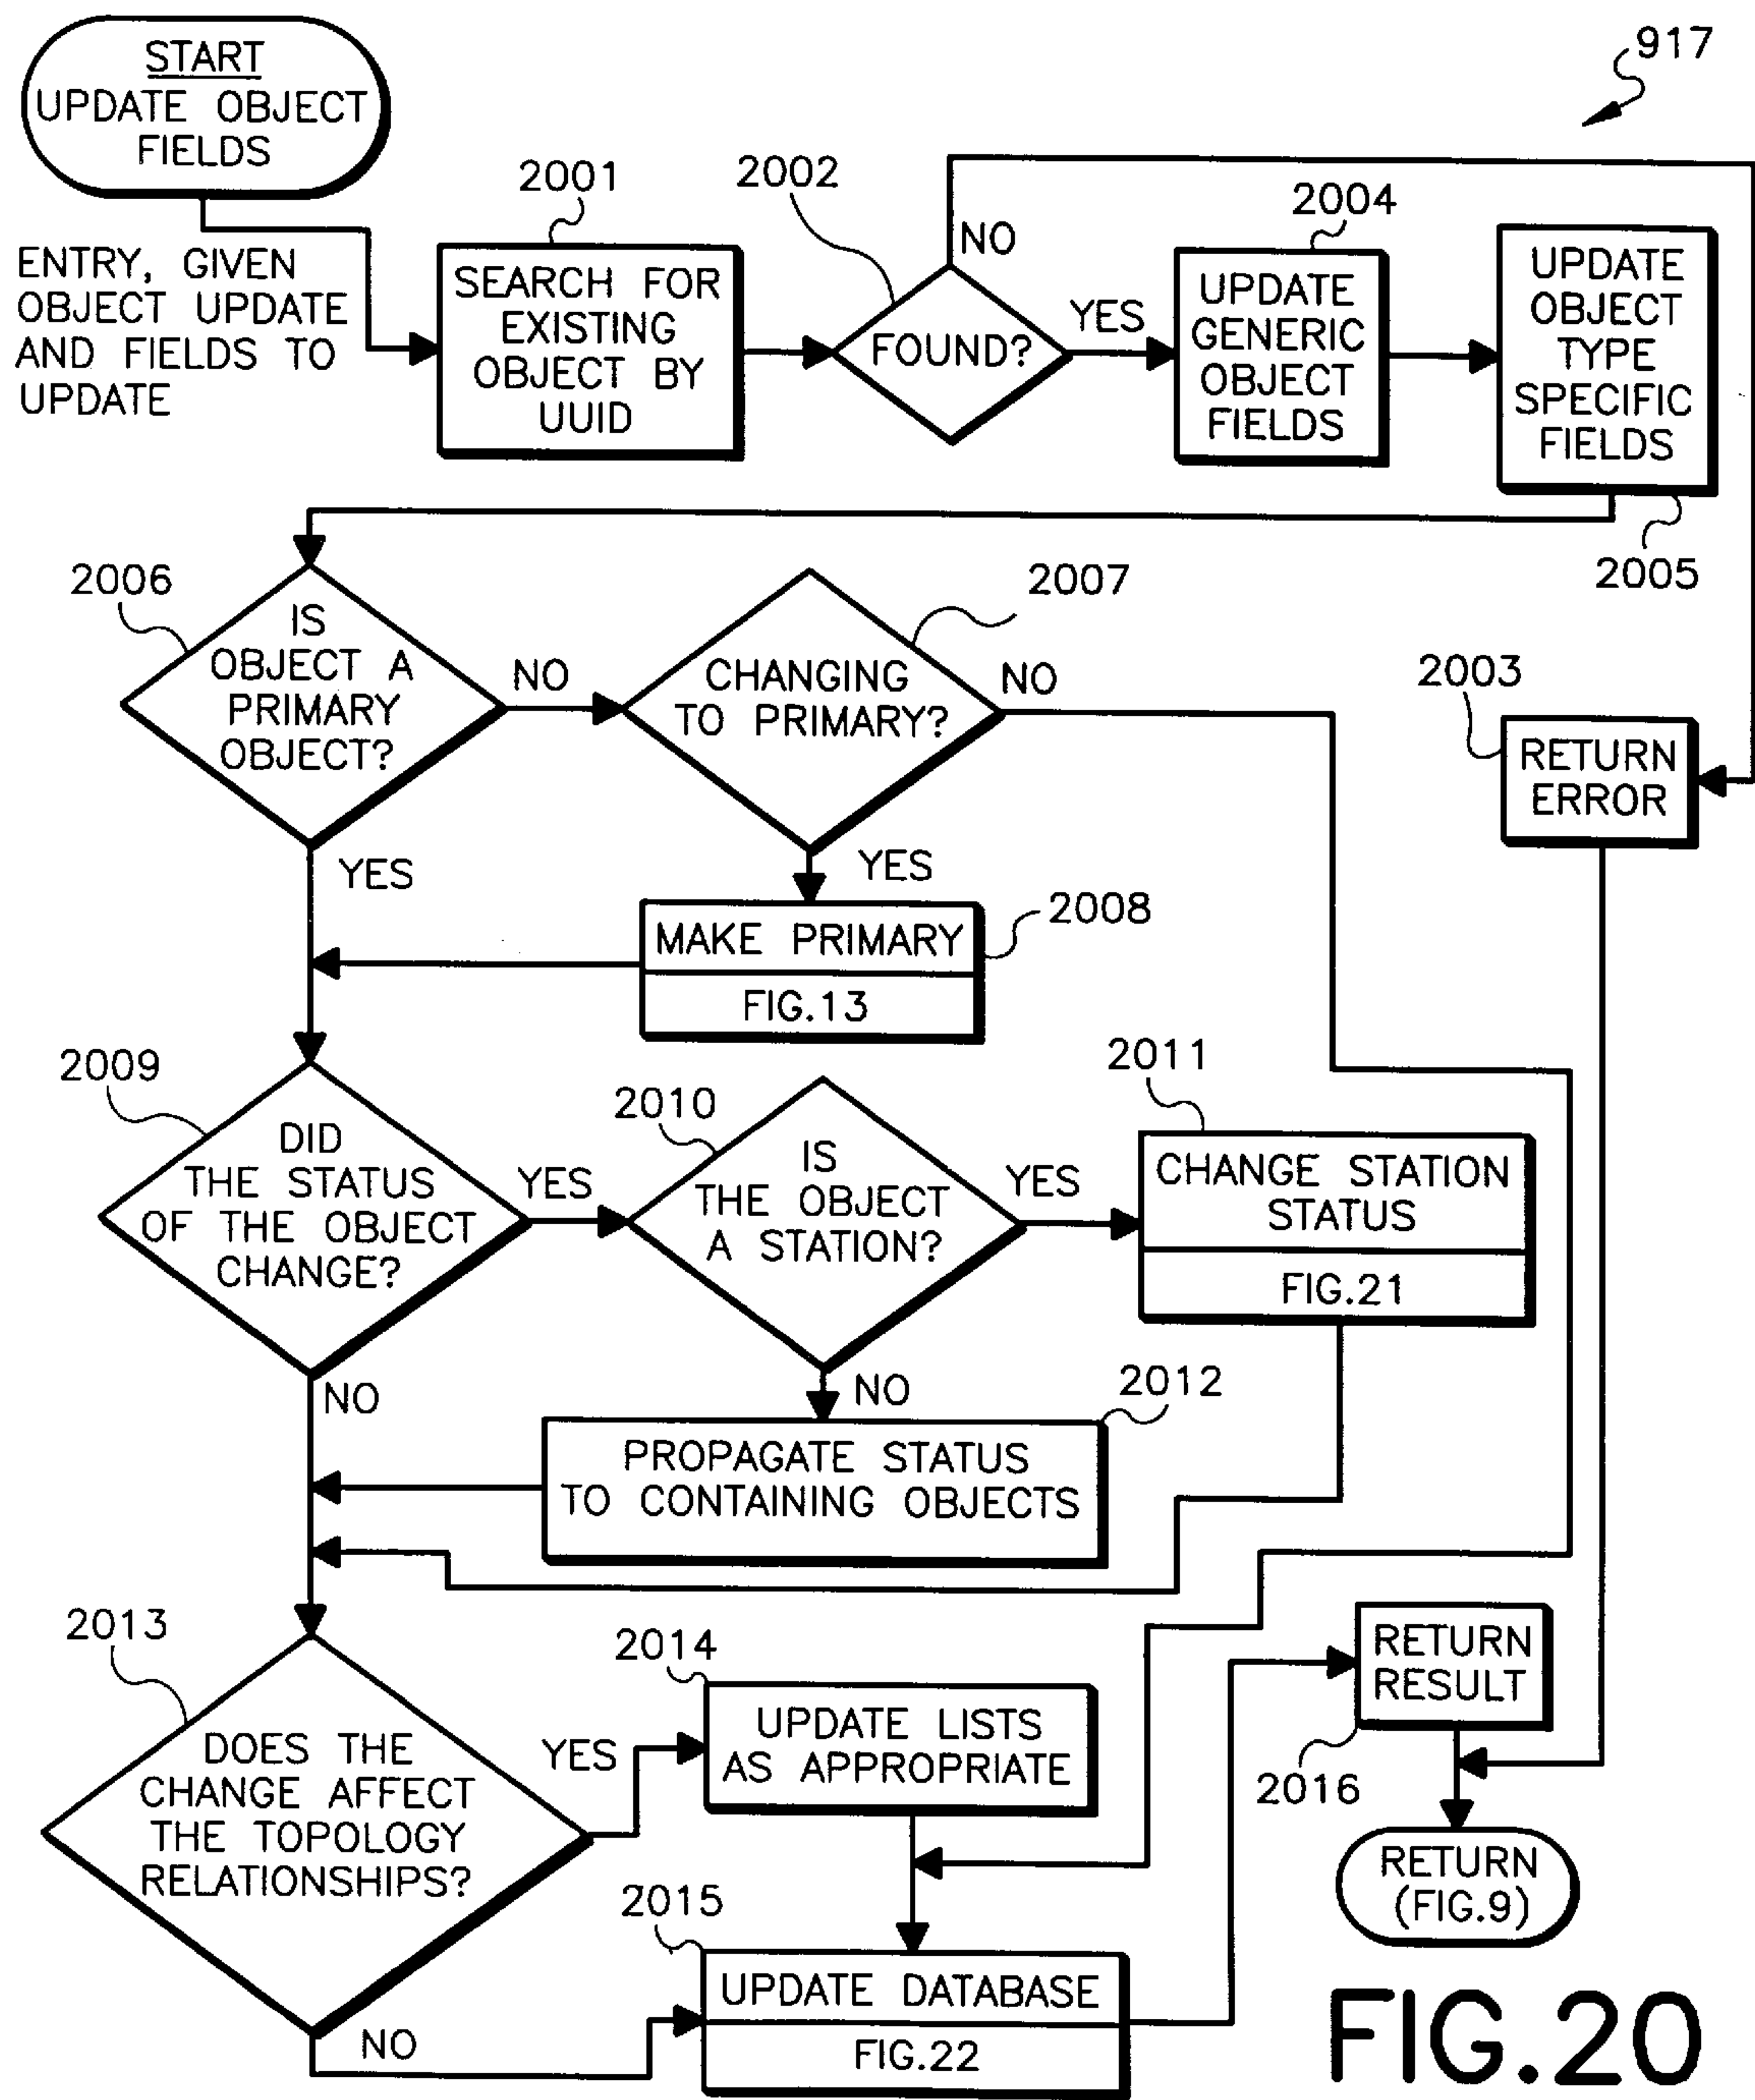 START
UPDATE OBJECT
FIELDS
917
ENTRY, GIVEN
OBJECT UPDATE
AND FIELDS TO
UPDATE
2001
SEARCH FOR
EXISTING
OBJECT BY
UUID
2002
FOUND?
NO
YES
2004
UPDATE
GENERIC
OBJECT
FIELDS
UPDATE
OBJECT
TYPE
SPECIFIC
FIELDS
2005
2006
IS
OBJECT A
PRIMARY
OBJECT?
NO
YES
2007
CHANGING
TO PRIMARY?
NO
YES
2003
RETURN
ERROR
2008
MAKE PRIMARY
FIG.13
2009
DID
THE STATUS
OF THE OBJECT
CHANGE?
YES
NO
2010
IS
THE OBJECT
A STATION?
YES
NO
2011
CHANGE STATION
STATUS
FIG.21
2012
PROPAGATE STATUS
TO CONTAINING OBJECTS
2013
DOES THE
CHANGE AFFECT
THE TOPOLOGY
RELATIONSHIPS?
YES
NO
2014
UPDATE LISTS
AS APPROPRIATE
2015
UPDATE DATABASE
FIG.22
RETURN
RESULT
2016
RETURN
(FIG.9)
FIG.20